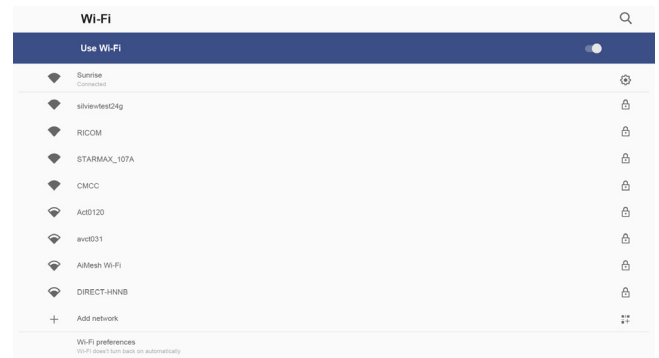 Wi-Fi
Use Wi-Fi
Sunrise
Connected
silviewtest24g
RICOM
STARMAX_107A
CMCC
Act0120
avct031
AiMesh Wi-Fi
DIRECT-HNNB
Add network
Wi-Fi preferences
Wi-Fi does't turn back on automatically